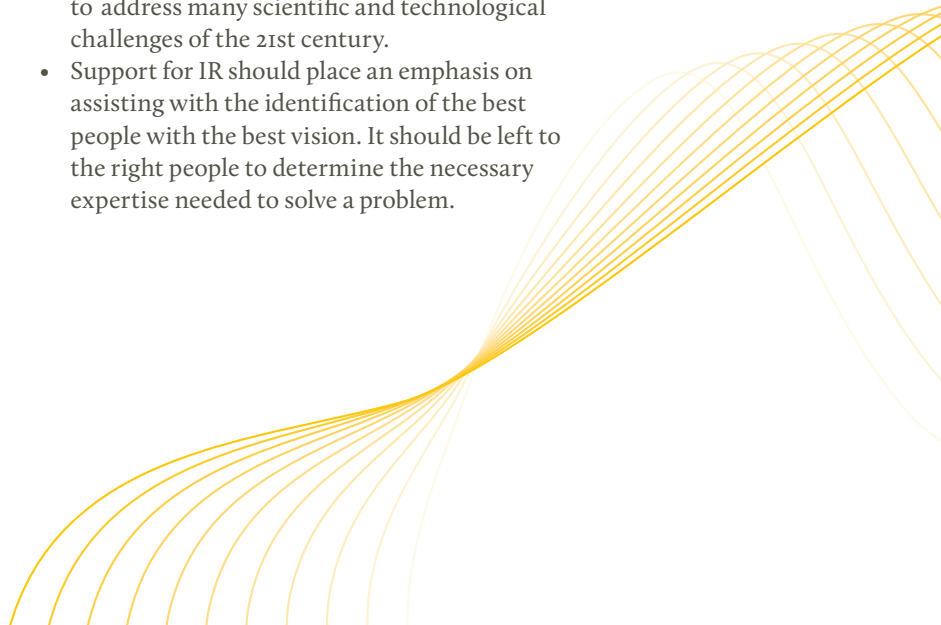 to address many scientific and technological
challenges of the 21st century.
• Support for IR should place an emphasis on
assisting with the identification of the best
people with the best vision. It should be left to
the right people to determine the necessary
expertise needed to solve a problem.